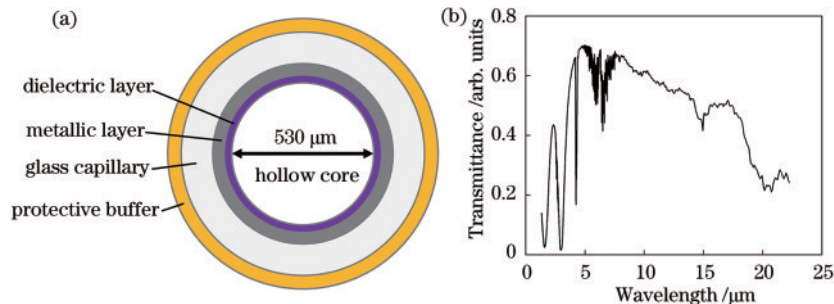 (a)
dielectric layer
metallic layer
glass capillary
protective buffer
530 μm
hollow core
(b)
Transmittance /arb. units
0.8
0.6
0.4
0.2
0
0 5 10 15 20 25
Wavelength /μm